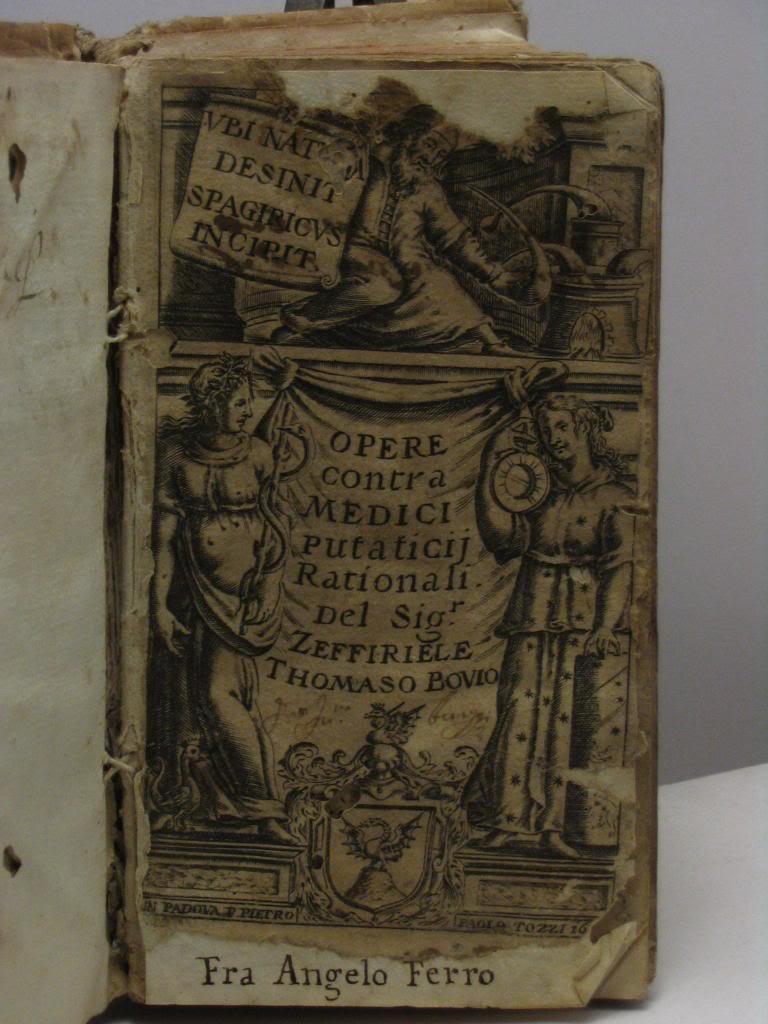 VBI NAT
DESINIT
SPAGIRICVS
INCIPIT.
OPERE
contra
MEDICI
putaticij
Rationali.
Del Sig.r
ZEFFIRIELE
THOMASO BOVIO
IN PADOVA P PIETRO
PAOLO TOZZI 16
Fra Angelo Ferro